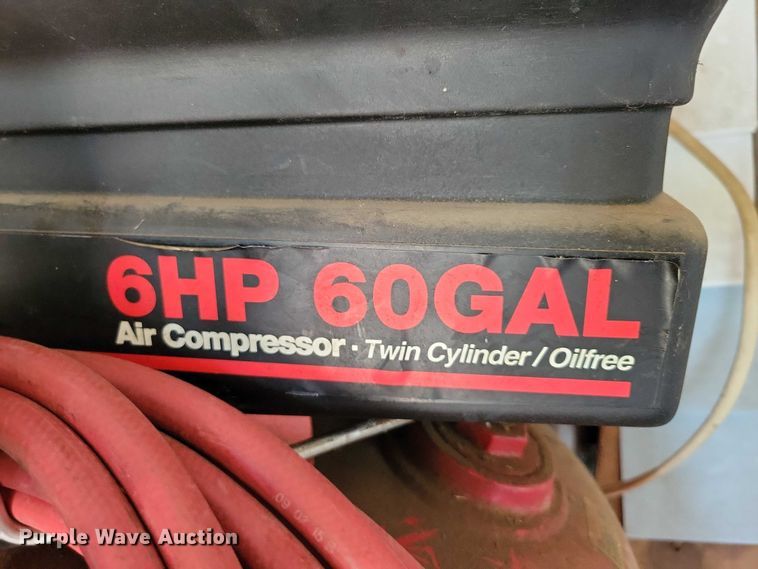 6HP 60GAL
Air Compressor · Twin Cylinder / Oilfree
Purple Wave Auction